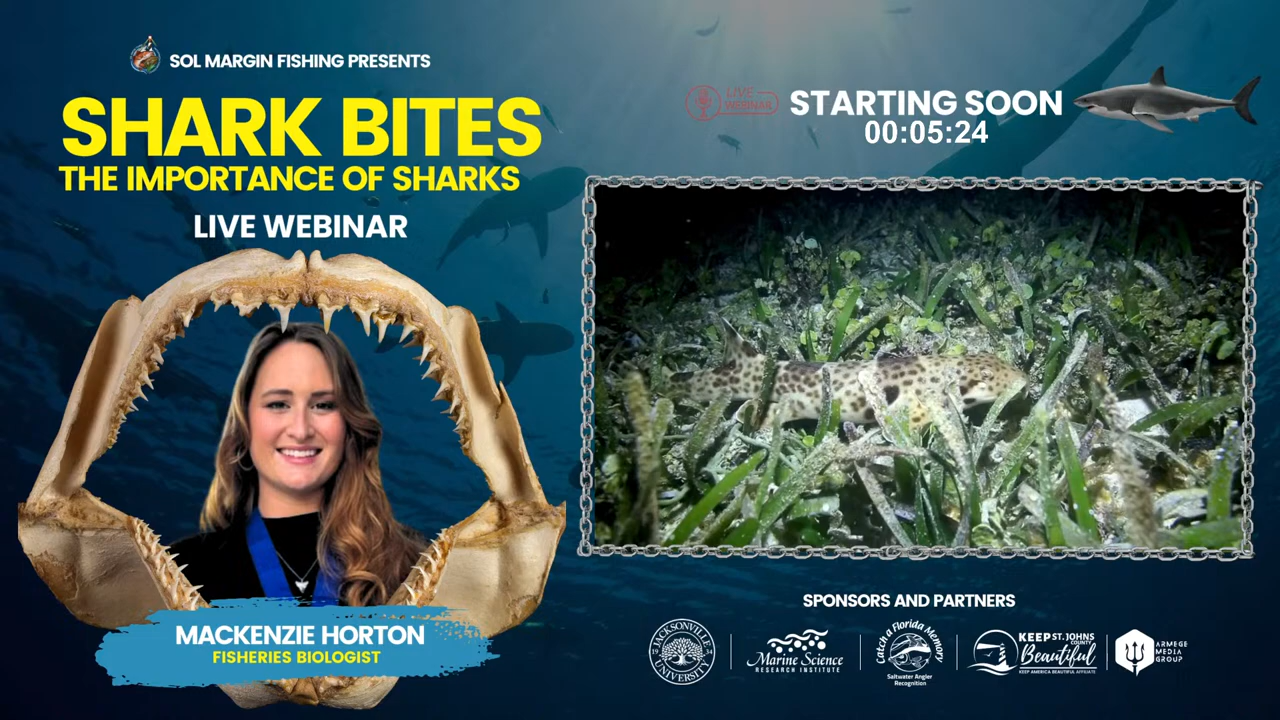 SOL MARGIN FISHING PRESENTS
SHARK BITES
THE IMPORTANCE OF SHARKS
LIVE WEBINAR
MACKENZIE HORTON
FISHERIES BIOLOGIST
LIVE
WEBINAR
STARTING SOON
00:05:24
SPONSORS AND PARTNERS
JACKSONVILLE
UNIVERSITY
19 34
Marine Science
RESEARCH INSTITUTE
Catch a Florida Memory
Saltwater Angler
Recognition
KEEP ST. JOHNS
COUNTY
Beautiful
KEEP AMERICA BEAUTIFUL AFFILIATE
ARMEGE
MEDIA
GROUP